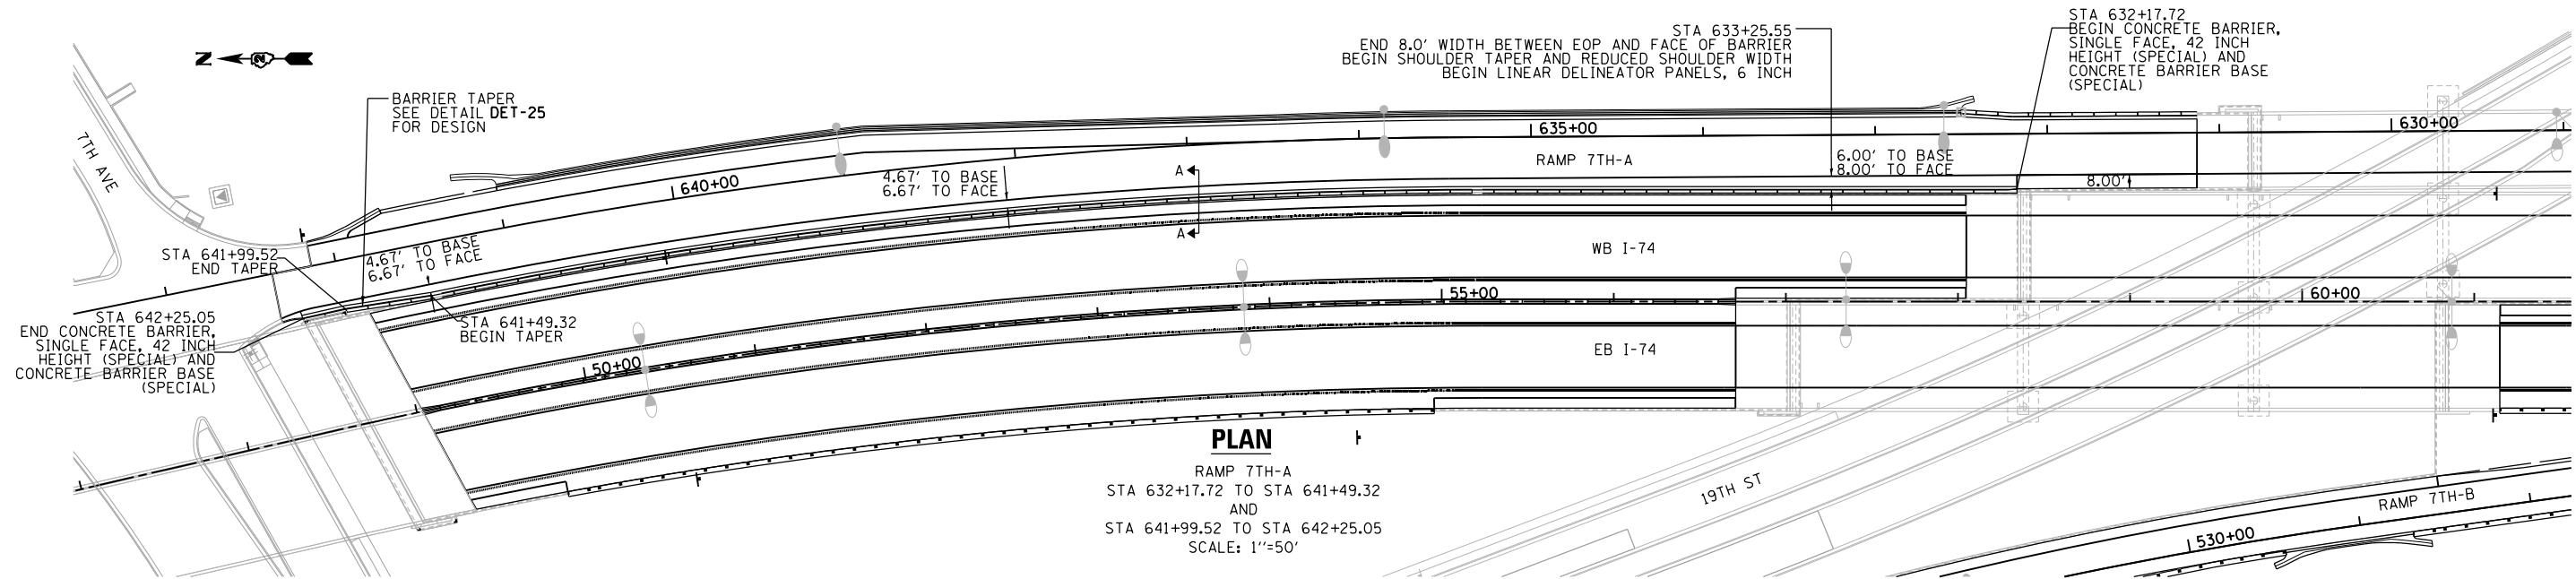 STA 632+17.72
BEGIN CONCRETE BARRIER,
SINGLE FACE, 42 INCH
HEIGHT (SPECIAL) AND
CONCRETE BARRIER BASE
(SPECIAL)
STA 633+25.55
END 8.0' WIDTH BETWEEN EOP AND FACE OF BARRIER
BEGIN SHOULDER TAPER AND REDUCED SHOULDER WIDTH
BEGIN LINEAR DELINEATOR PANELS, 6 INCH
N
BARRIER TAPER
SEE DETAIL DET-25
FOR DESIGN
7TH AVE
635+00
630+00
RAMP 7TH-A
6.00' TO BASE
8.00' TO FACE
A
4.67' TO BASE
6.67' TO FACE
640+00
8.00'
A
STA 641+99.52
END TAPER
4.67' TO BASE
6.67' TO FACE
WB I-74
55+00
60+00
STA 642+25.05
END CONCRETE BARRIER,
SINGLE FACE, 42 INCH
HEIGHT (SPECIAL) AND
CONCRETE BARRIER BASE
(SPECIAL)
STA 641+49.32
BEGIN TAPER
EB I-74
50+00
PLAN
RAMP 7TH-A
STA 632+17.72 TO STA 641+49.32
AND
STA 641+99.52 TO STA 642+25.05
SCALE: 1''=50'
19TH ST
RAMP 7TH-B
530+00